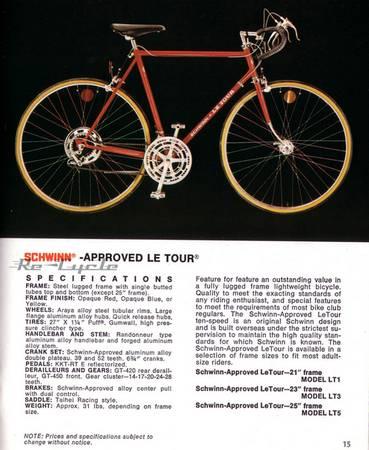 SCHWINN LE TOUR
SCHWINN® -APPROVED LE TOUR®
Re-Cycle
SPECIFICATIONS
FRAME: Steel lugged frame with single butted
tubes top and bottom (except 25" frame).
FRAME FINISH: Opaque Red, Opaque Blue, or
Yellow.
WHEELS: Araya alloy steel tubular rims, Large
flange aluminum alloy hubs. Quick release hubs,
TIRES: 27" X 1¼" Puff®, Gumwall, high pres-
sure clincher type.
HANDLEBAR AND STEM: Randonneur type
aluminum alloy handlebar and forged aluminum
alloy stem.
CRANK SET: Schwinn-Approved aluminum alloy
double plateau. 39 and 52 teeth. 6¾" cranks.
PEDALS: KKT-RT E reflectorized.
DERAILLEURS AND GEARS: GT-420 rear derail-
leur, GT-450 front. Gear cluster—14-17-20-24-28
teeth.
BRAKES: Schwinn-Approved alloy center pull
with dual control.
SADDLE: Taihei Racing style.
WEIGHT: Approx. 31 lbs. depending on frame
size.
Feature for feature an outstanding value in
a fully lugged frame lightweight bicycle.
Quality to meet the exacting standards of
any riding enthusiast, and special features
to meet the requirements of most bike club
regulars. The Schwinn-Approved LeTour
ten-speed is an original Schwinn design
and is built overseas under the strictest su-
pervision to maintain the high quality stan-
dards for which Schwinn is known. The
Schwinn-Approved LeTour is available in a
selection of frame sizes to fit most adult-
size riders.
Schwinn-Approved LeTour—21" frame
MODEL LT1
Schwinn-Approved LeTour—23" frame
MODEL LT3
Schwinn-Approved LeTour—25" frame
MODEL LT5
NOTE: Prices and specifications subject to
change without notice.
15